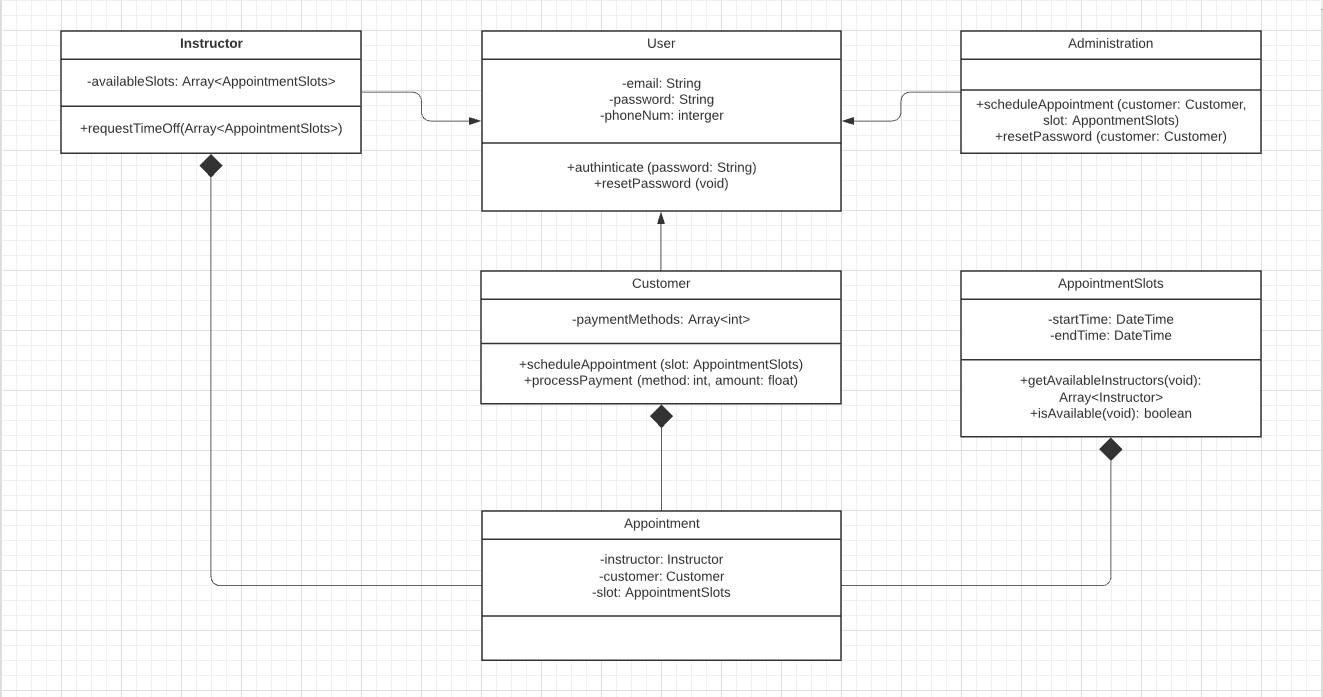 Instructor
-availableSlots: Array<AppointmentSlots>
+requestTimeOff(Array<AppointmentSlots>)
User
-email: String
-password: String
-phoneNum: interger
+authinticate (password: String)
+resetPassword (void)
Administration
+scheduleAppointment (customer: Customer,
slot: AppontmentSlots)
+resetPassword (customer: Customer)
Customer
-paymentMethods: Array<int>
+scheduleAppointment (slot: AppointmentSlots)
+processPayment (method: int, amount: float)
AppointmentSlots
-startTime: DateTime
-endTime: DateTime
+getAvailableInstructors(void):
Array<Instructor>
+isAvailable(void): boolean
Appointment
-instructor: Instructor
-customer: Customer
-slot: AppointmentSlots